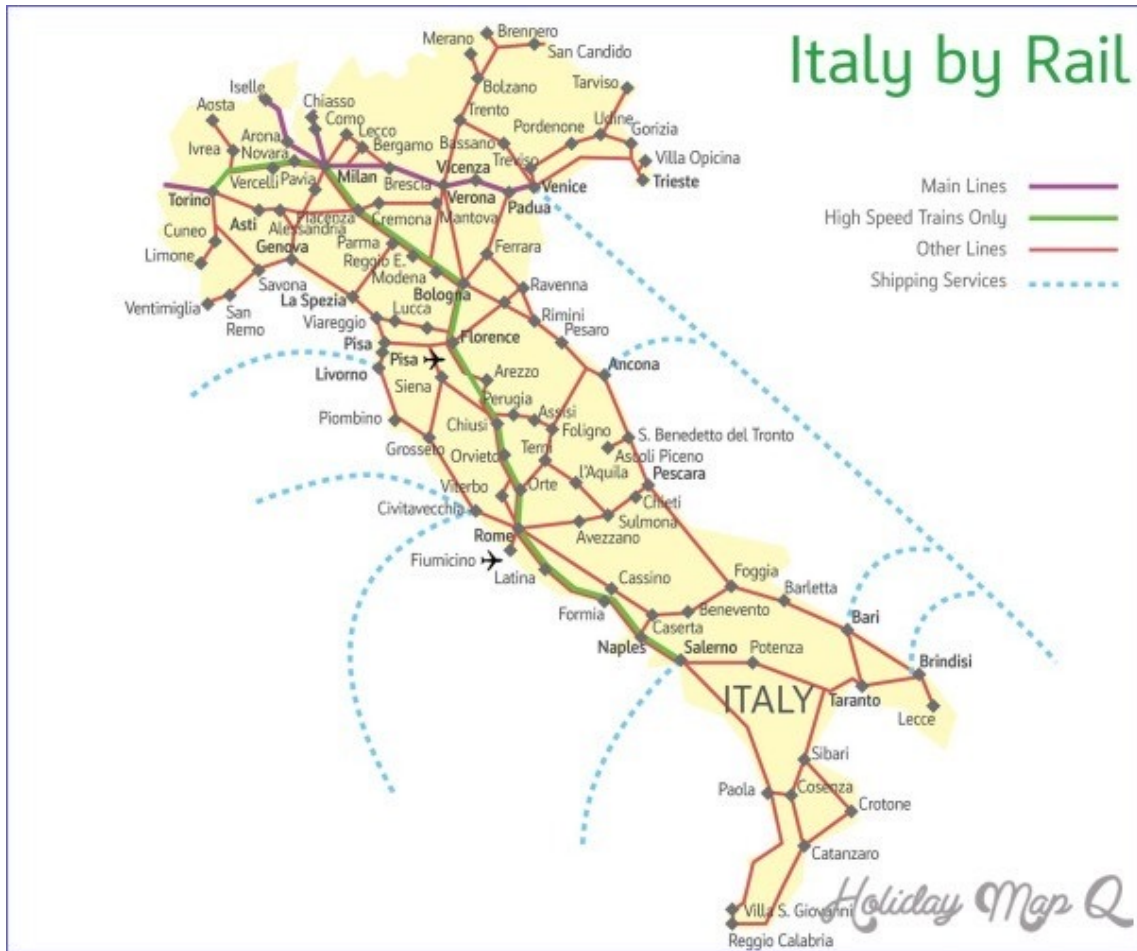 Italy by Rail
Main Lines
High Speed Trains Only
Other Lines
Shipping Services
Brennero
Merano
San Candido
Bolzano
Tarviso
Iselle
Aosta
Chiasso
Como
Trento
Udine
Pordenone
Gorizia
Arona
Lecco
Bassano
Ivrea
Bergamo
Novara
Treviso
Villa Opicina
Vicenza
Milan
Vercelli
Pavia
Brescia
Venice
Trieste
Torino
Verona
Padua
Asti
Piacenza
Cremona
Mantova
Alessandria
Cuneo
Parma
Genova
Ferrara
Limone
Reggio E.
Modena
Savona
Ravenna
Bologna
La Spezia
Ventimiglia
San
Remo
Lucca
Viareggio
Rimini
Pesaro
Pisa
Florence
Pisa
Ancona
Livorno
Arezzo
Siena
Perugia
Piombino
Assisi
Chiusi
Foligno
S. Benedetto del Tronto
Grosseto
Terni
Ascoli Piceno
Orvieto
l'Aquila
Pescara
Viterbo
Orte
Chieti
Civitavecchia
Sulmona
Rome
Avezzano
Fiumicino
Latina
Cassino
Foggia
Barletta
Formia
Benevento
Caserta
Bari
Naples
Salerno
Potenza
Brindisi
ITALY
Taranto
Lecce
Sibari
Paola
Cosenza
Crotone
Catanzaro
Holiday Map Q
Villa S. Giovanni
Reggio Calabria